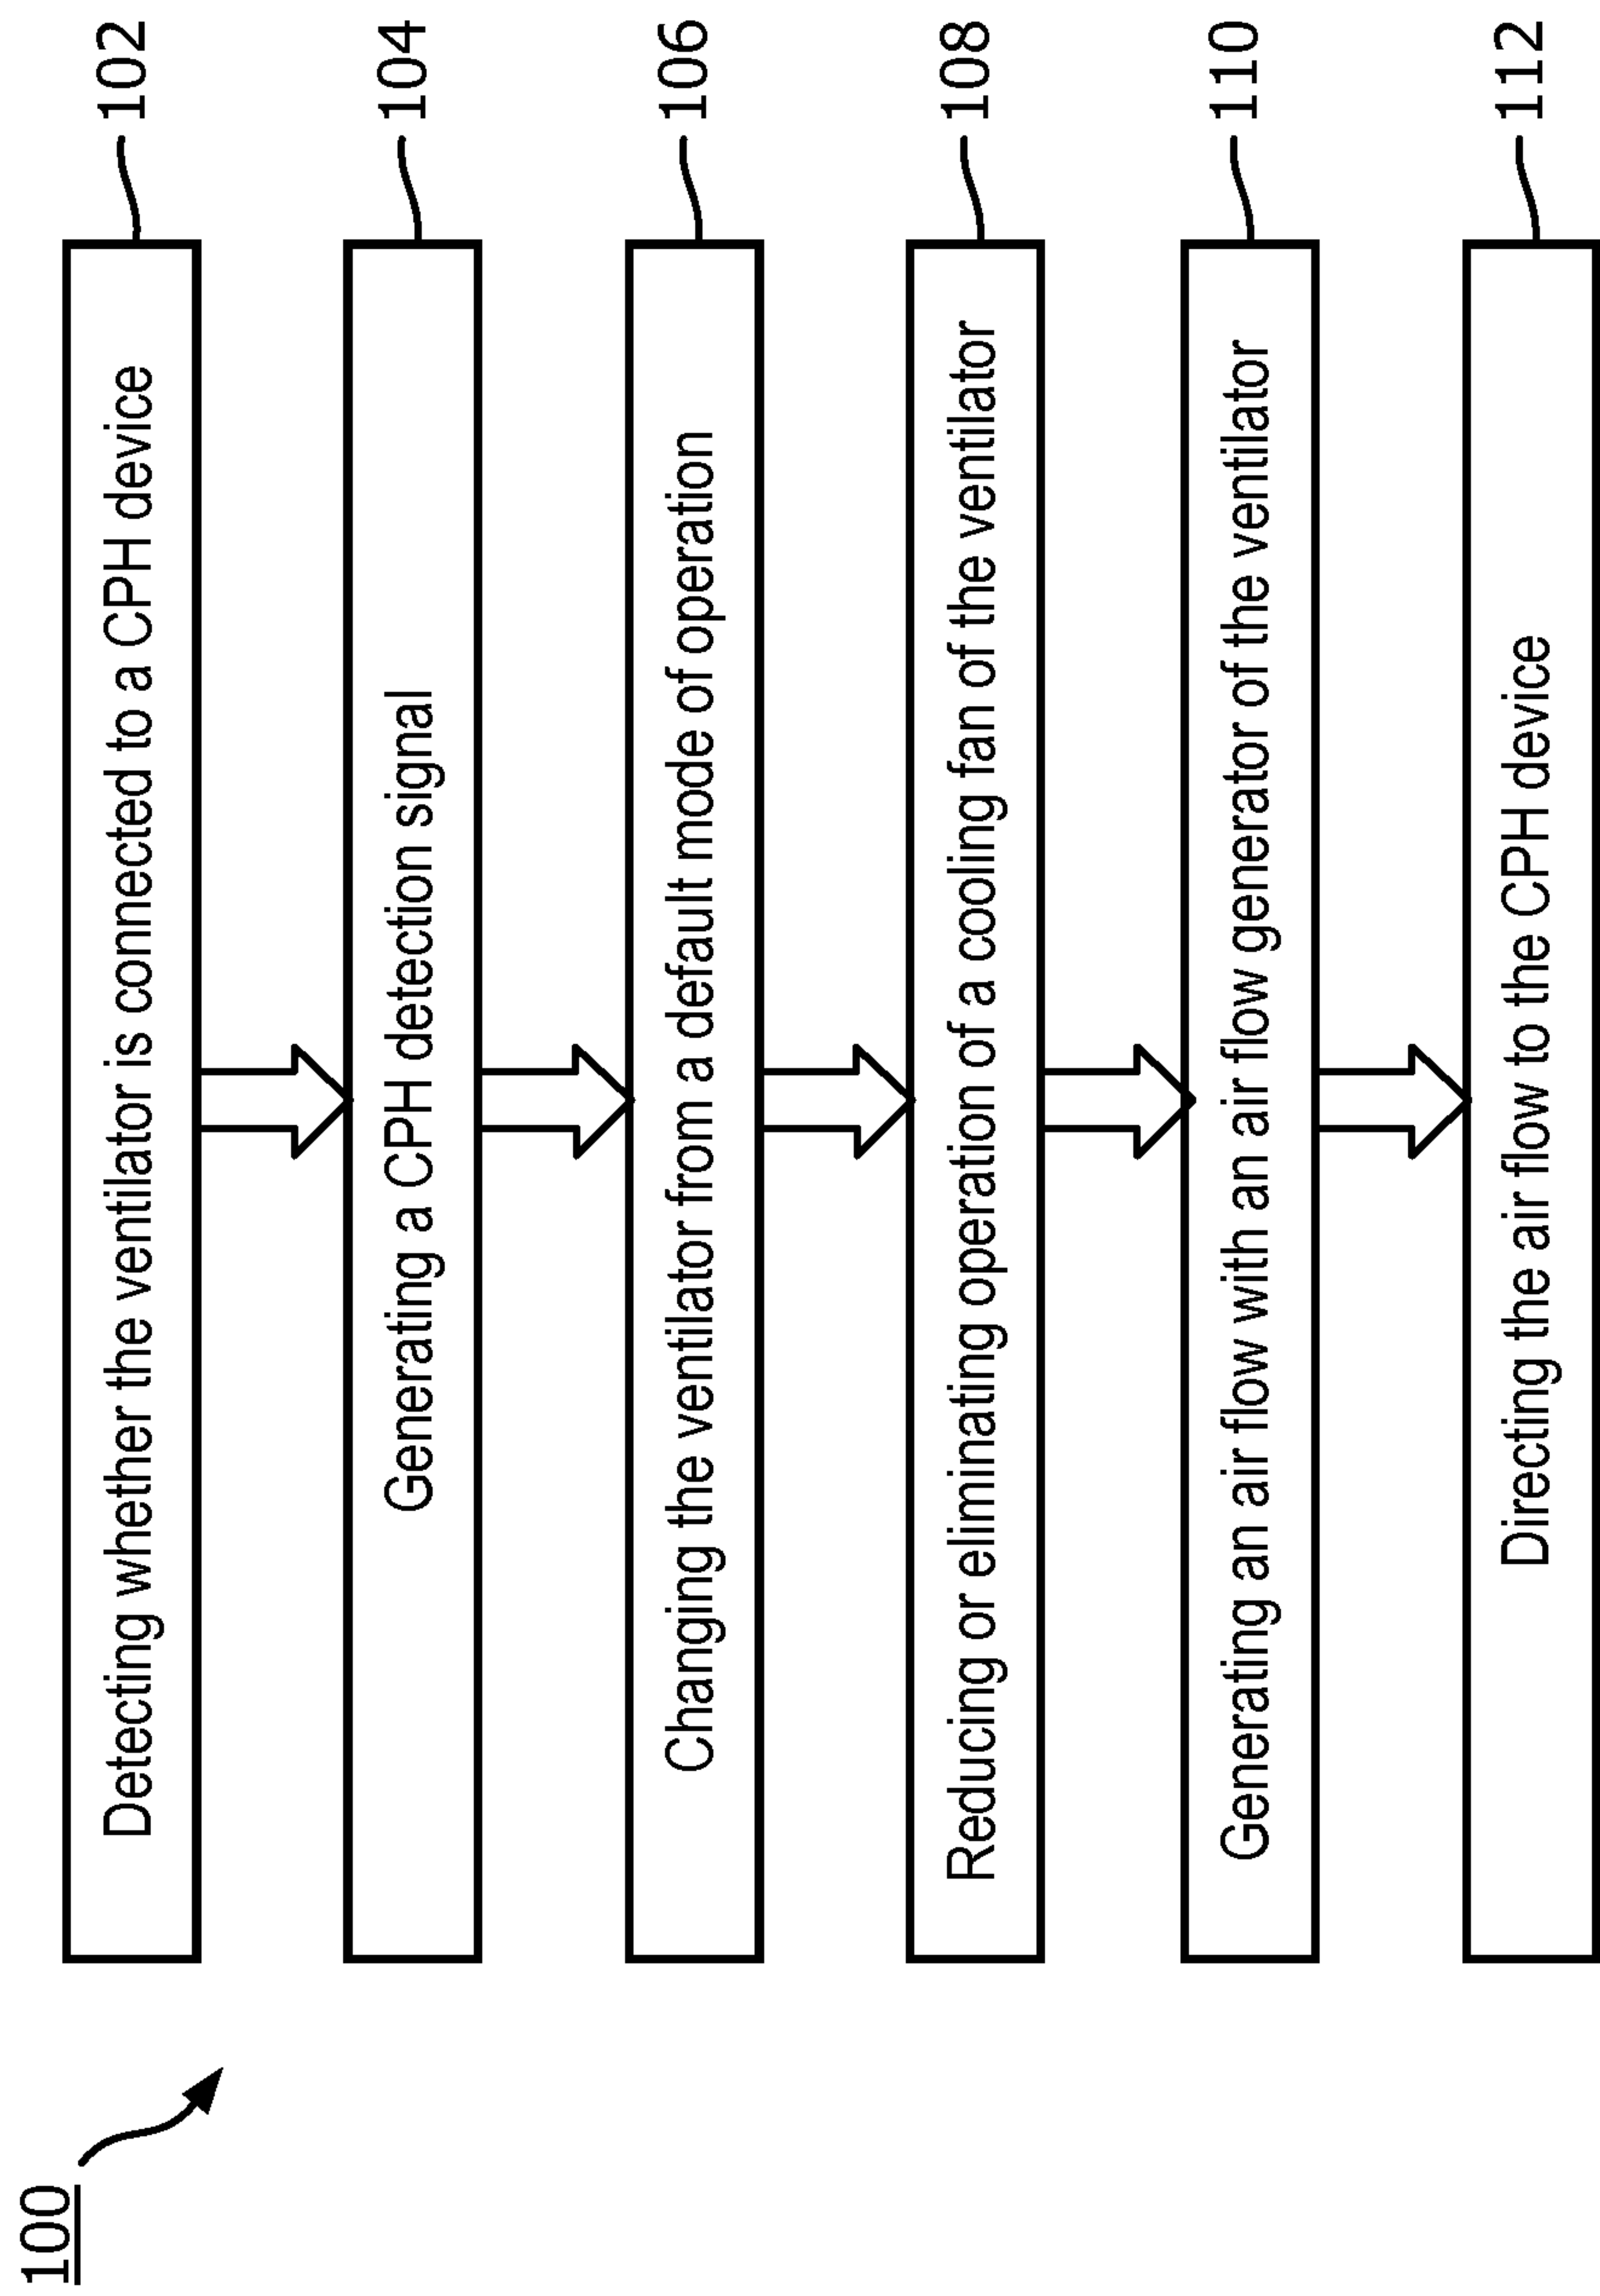 100
Detecting whether the ventilator is connected to a CPH device
102
Generating a CPH detection signal
104
Changing the ventilator from a default mode of operation
106
Reducing or eliminating operation of a cooling fan of the ventilator
108
Generating an air flow with an air flow generator of the ventilator
110
Directing the air flow to the CPH device
112